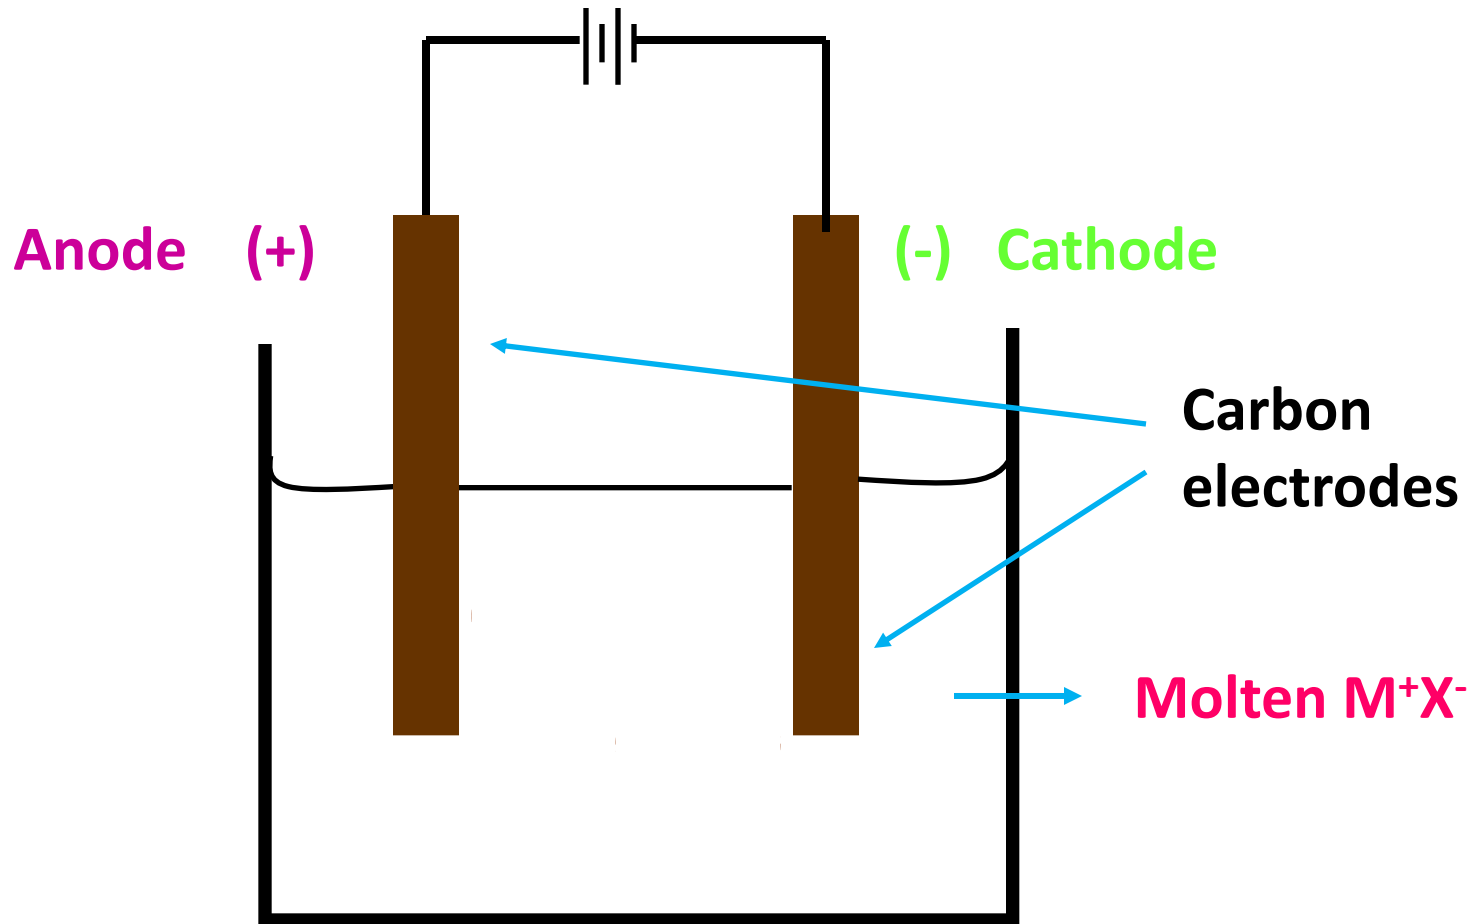 Anode (+)
(-) Cathode
Carbon
electrodes
Molten M⁺X⁻